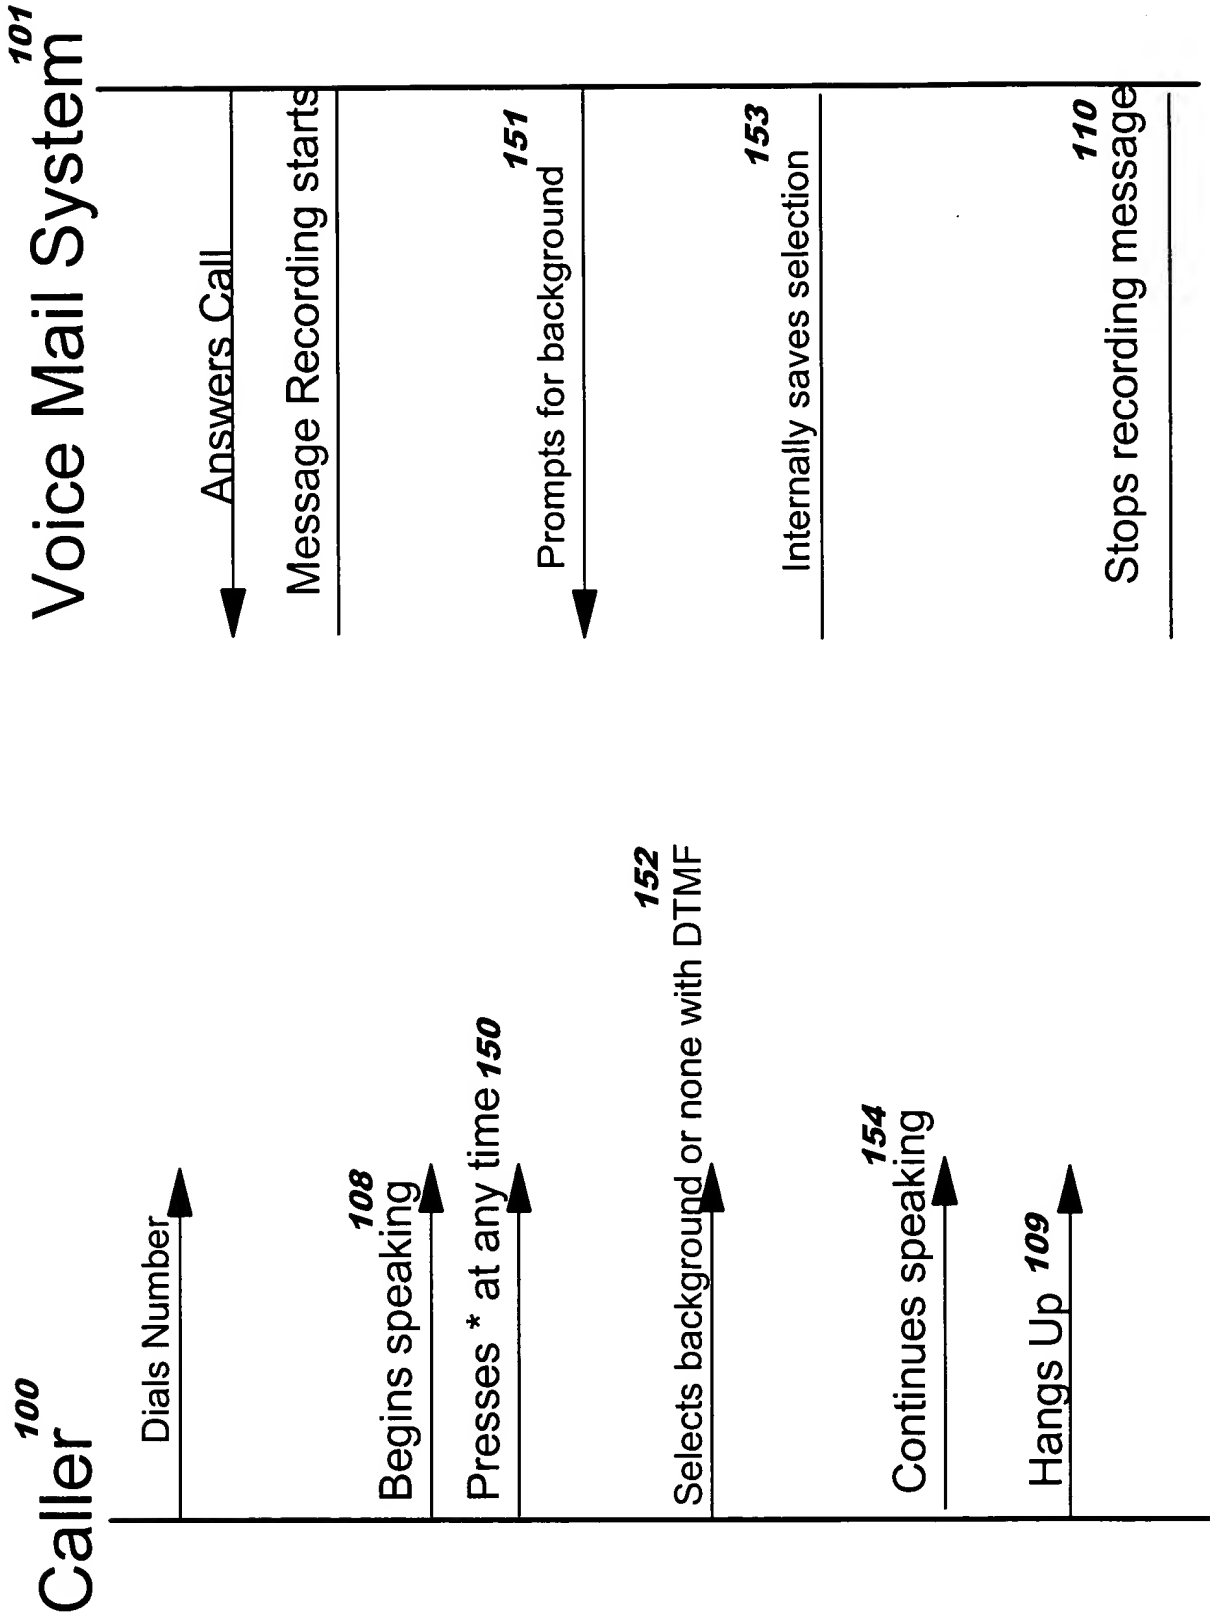 Caller 100
Voice Mail System 101
Dials Number
Answers Call
Message Recording starts
108
Begins speaking
Presses * at any time 150
151
Prompts for background
152
Selects background or none with DTMF
153
Internally saves selection
154
Continues speaking
Hangs Up 109
110
Stops recording message